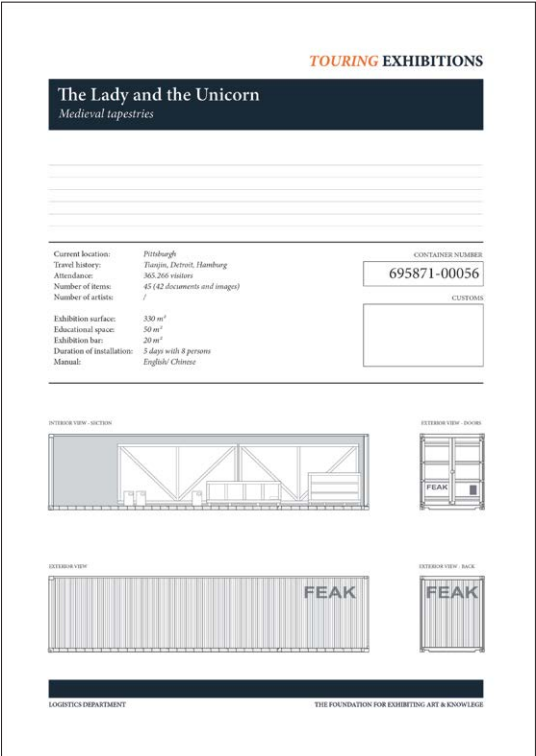 TOURING EXHIBITIONS
The Lady and the Unicorn
Medieval tapestries
Current location: Pittsburgh
Travel history: Tianjin, Detroit, Hamburg
Attendance: 365.266 visitors
Number of items: 45 (42 documents and images)
Number of artists: /
Exhibition surface: 330 m²
Educational space: 50 m²
Exhibition bar: 20 m²
Duration of installation: 5 days with 8 persons
Manual: English/ Chinese
CONTAINER NUMBER
695871-00056
CUSTOMS
INTERIOR VIEW - SECTION
EXTERIOR VIEW - DOORS
FEAK
EXTERIOR VIEW
EXTERIOR VIEW - BACK
FEAK
FEAK
LOGISTICS DEPARTMENT
THE FOUNDATION FOR EXHIBITING ART & KNOWLEGE